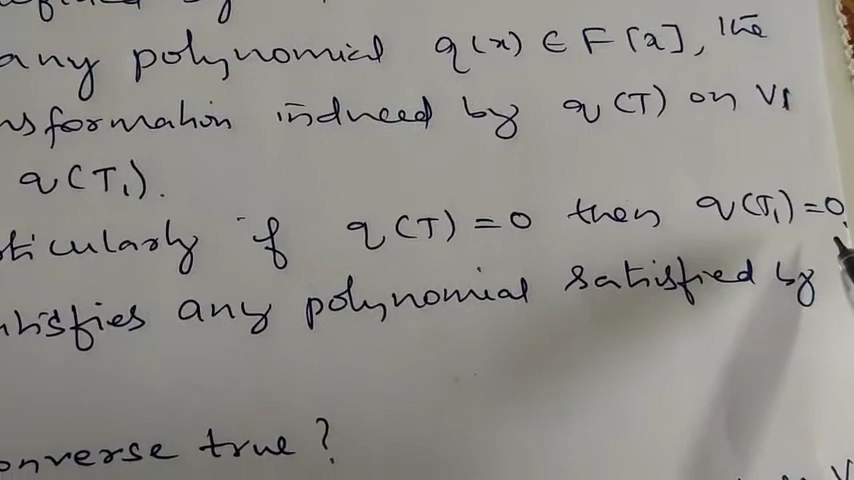 any polynomial q(x) ∈ F[x], the
nsformation induced by q(T) on V1
q(T1).
ticularly if q(T) = 0 then q(T1) = 0.
tisfies any polynomial satisfied by
onverse true?